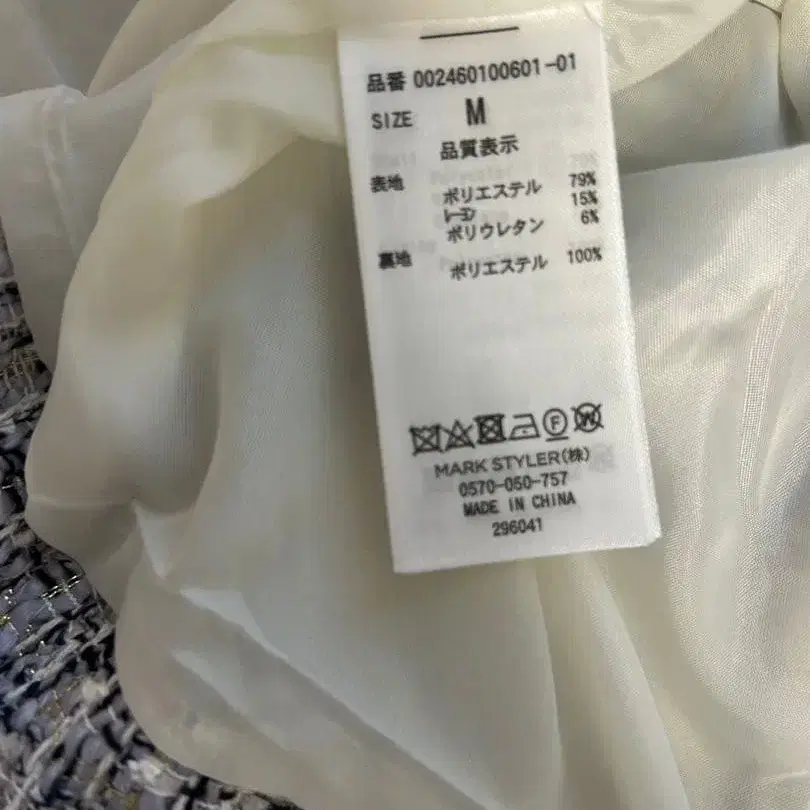 品番 002460100601-01
SIZE M
品質表示
表地 ポリエステル 79%
レーヨン 15%
ポリウレタン 6%
裏地 ポリエステル 100%
F W
MARK STYLER(株)
0570-050-757
MADE IN CHINA
296041